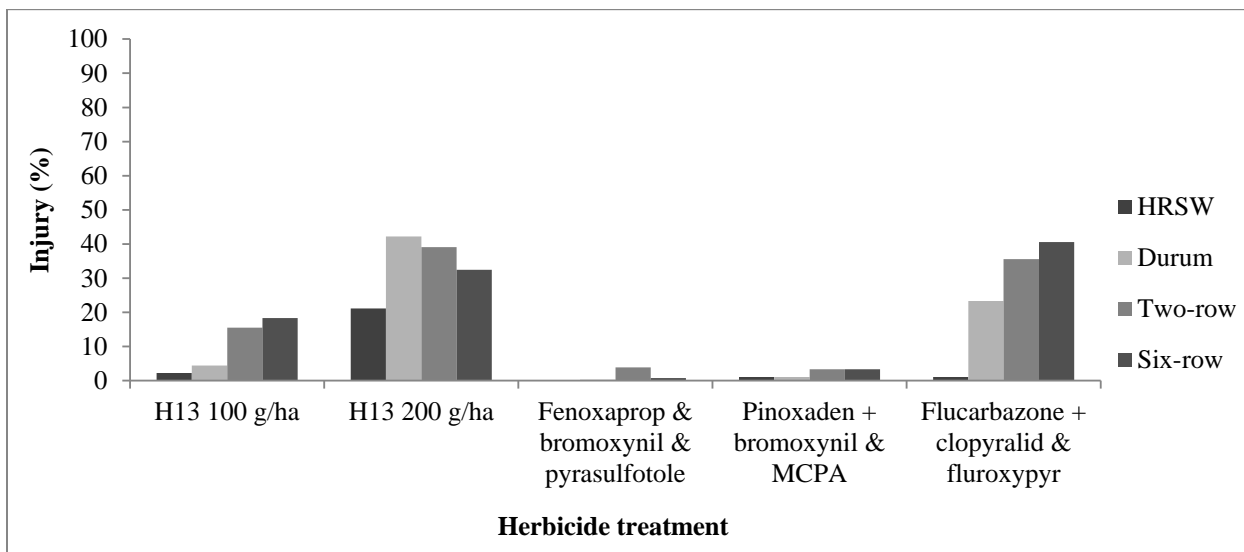 Injury (%)
100
90
80
70
60
50
40
30
20
10
0
H13 100 g/ha
H13 200 g/ha
Fenoxaprop &
bromoxynil &
pyrasulfotole
Pinoxaden +
bromoxynil &
MCPA
Flucarbazone +
clopyralid &
fluroxypyr
Herbicide treatment
HRSW
Durum
Two-row
Six-row